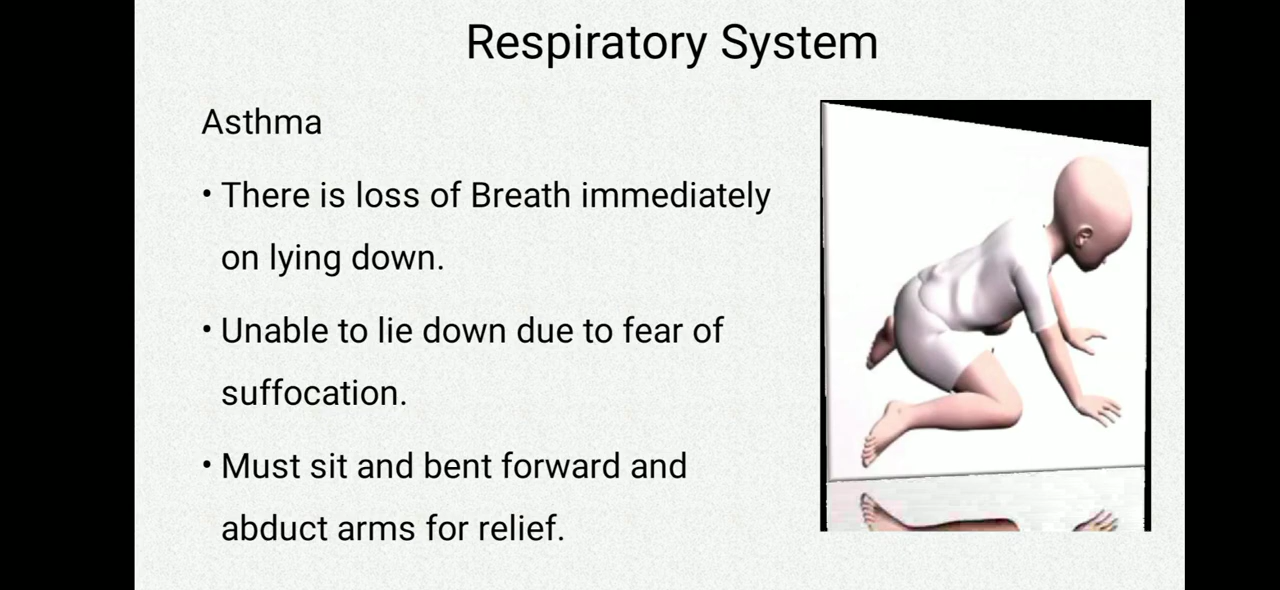 Respiratory System
Asthma
• There is loss of Breath immediately
on lying down.
• Unable to lie down due to fear of
suffocation.
• Must sit and bent forward and
abduct arms for relief.